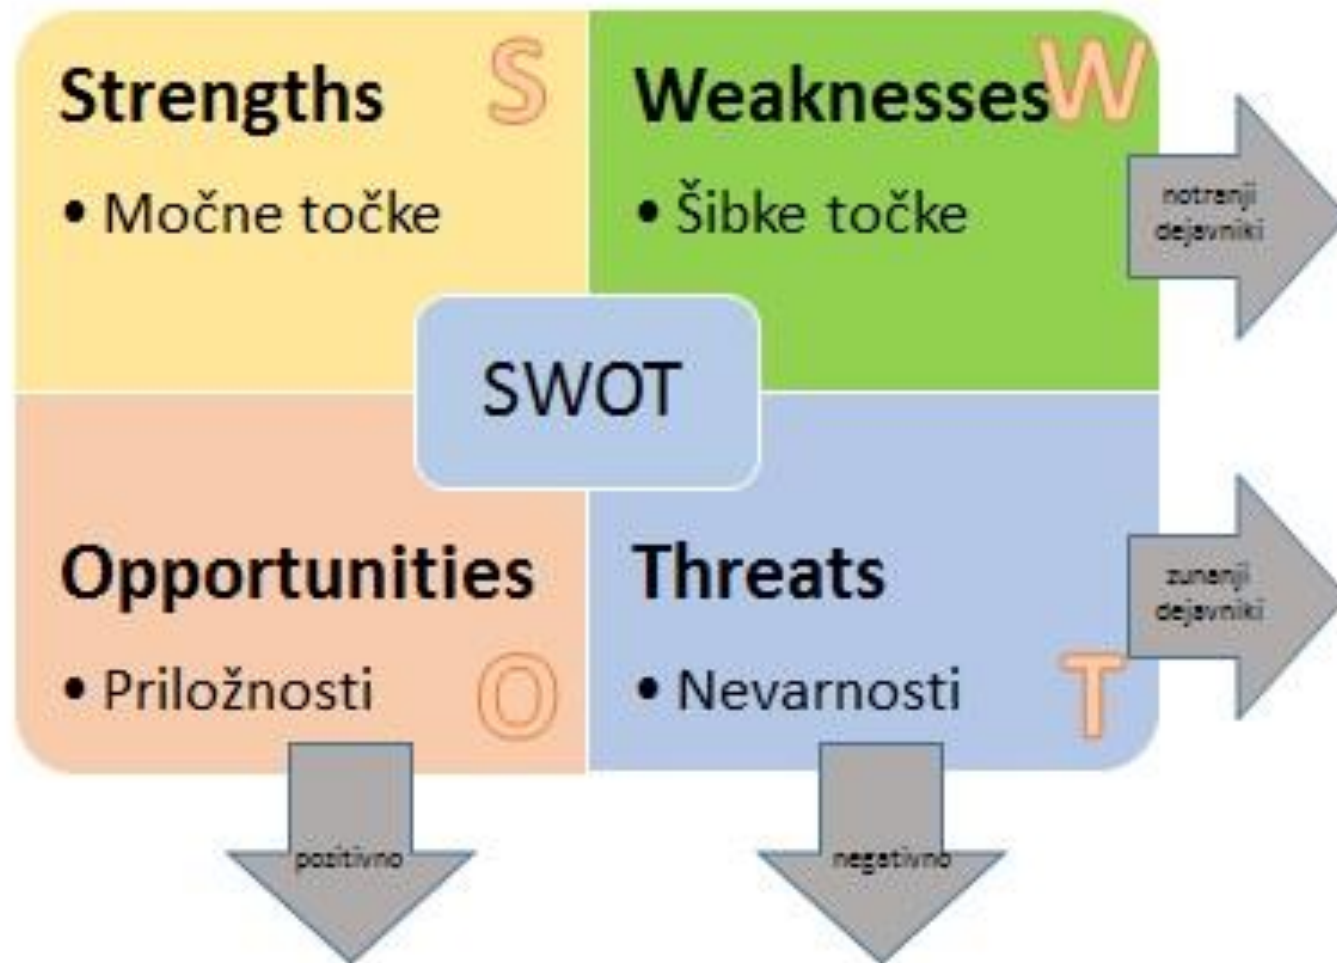 Strengths S
• Močne točke
Weaknesses W
• Šibke točke
notranji
dejavniki
SWOT
Opportunities
• Priložnosti O
Threats
• Nevarnosti T
zunanji
dejavniki
pozitivno
negativno